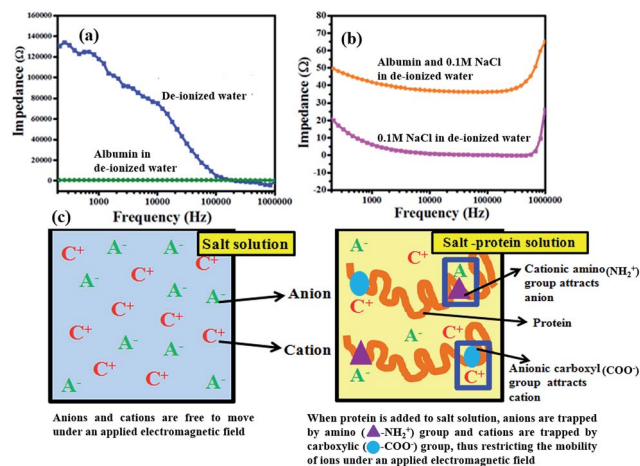 (a)
De-ionized water
Albumin in
de-ionized water
Impedance (Ω)
160000
140000
120000
100000
80000
60000
40000
20000
0
1000
10000
100000
1000000
Frequency (Hz)
(b)
Albumin and 0.1M NaCl
in de-ionized water
0.1M NaCl in de-ionized water
Impedance (Ω)
80
70
60
50
40
30
20
10
0
-10
-20
1000
10000
100000
1000000
Frequency (Hz)
(c)
Salt solution
C+ A- C+ A- C+
A- C+ A- A-
C+ C+ A- C+
C+ A- C+ A-
A- C+
Anion
Cation
Salt -protein solution
A-
C+
A-
C+
A-
A-
C+
Cationic amino(NH2+)
group attracts
anion
Protein
Anionic carboxyl(COO-)
group attracts
cation
Anions and cations are free to move
under an applied electromagnetic field
When protein is added to salt solution, anions are trapped
by amino (-NH2+) group and cations are trapped by
carboxylic (-COO-) group, thus restricting the mobility
of ions under an applied electromagnetic field